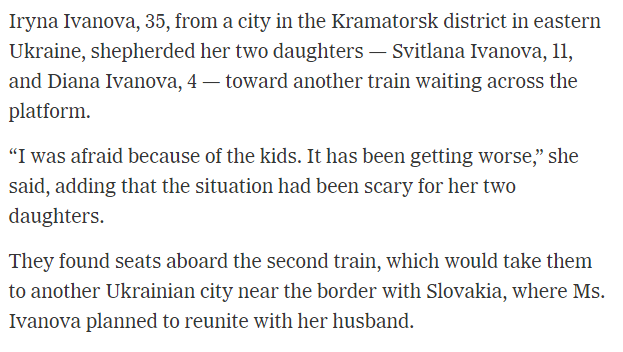 Iryna Ivanova, 35, from a city in the Kramatorsk district in eastern
Ukraine, shepherded her two daughters — Svitlana Ivanova, 11,
and Diana Ivanova, 4 — toward another train waiting across the
platform.
“I was afraid because of the kids. It has been getting worse,” she
said, adding that the situation had been scary for her two
daughters.
They found seats aboard the second train, which would take them
to another Ukrainian city near the border with Slovakia, where Ms.
Ivanova planned to reunite with her husband.